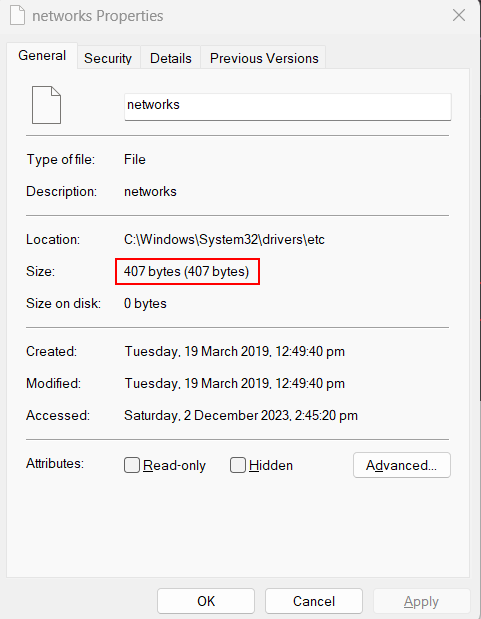 networks Properties
General Security Details Previous Versions
networks
Type of file: File
Description: networks
Location: C:\Windows\System32\drivers\etc
Size: 407 bytes (407 bytes)
Size on disk: 0 bytes
Created: Tuesday, 19 March 2019, 12:49:40 pm
Modified: Tuesday, 19 March 2019, 12:49:40 pm
Accessed: Saturday, 2 December 2023, 2:45:20 pm
Attributes: Read-only Hidden Advanced...
OK Cancel Apply